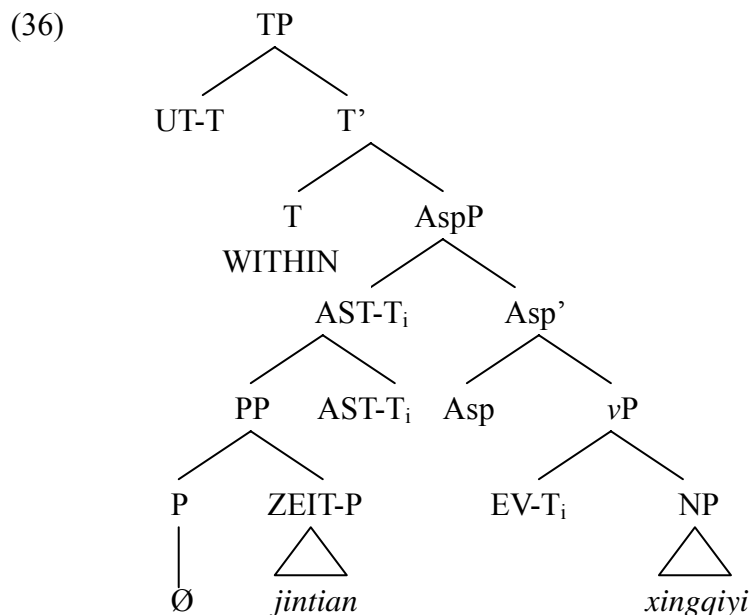 (36) TP
UT-T T’
T AspP
WITHIN
AST-Tᵢ Asp’
PP AST-Tᵢ Asp vP
P ZEIT-P EV-Tᵢ NP
Ø jintian xingqiyi